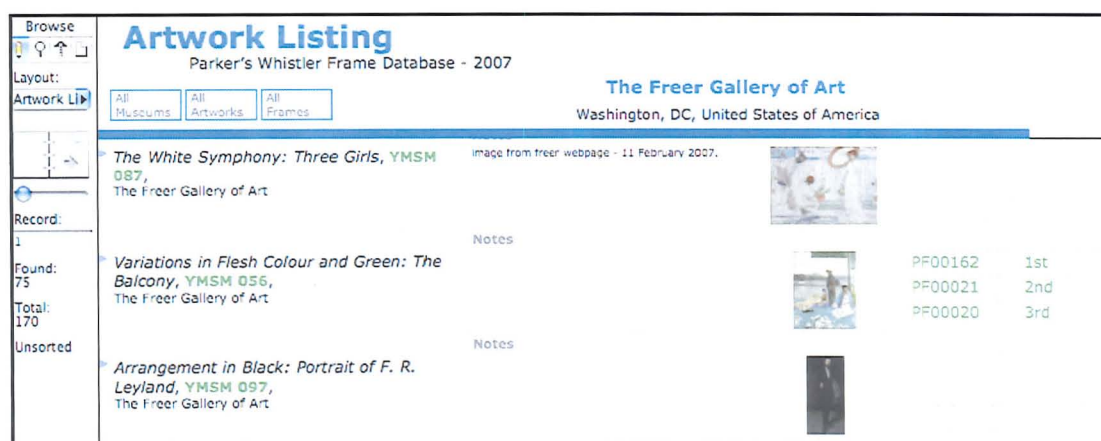 Browse
Layout:
Artwork Li
Record:
1
Found:
75
Total:
170
Unsorted
Artwork Listing
Parker's Whistler Frame Database - 2007
All Museums
All Artworks
All Frames
The Freer Gallery of Art
Washington, DC, United States of America
The White Symphony: Three Girls, YMSM
087,
The Freer Gallery of Art
image from freer webpage - 11 February 2007.
Notes
Variations in Flesh Colour and Green: The
Balcony, YMSM 056,
The Freer Gallery of Art
PF00162 1st
PF00021 2nd
PF00020 3rd
Notes
Arrangement in Black: Portrait of F. R.
Leyland, YMSM 097,
The Freer Gallery of Art